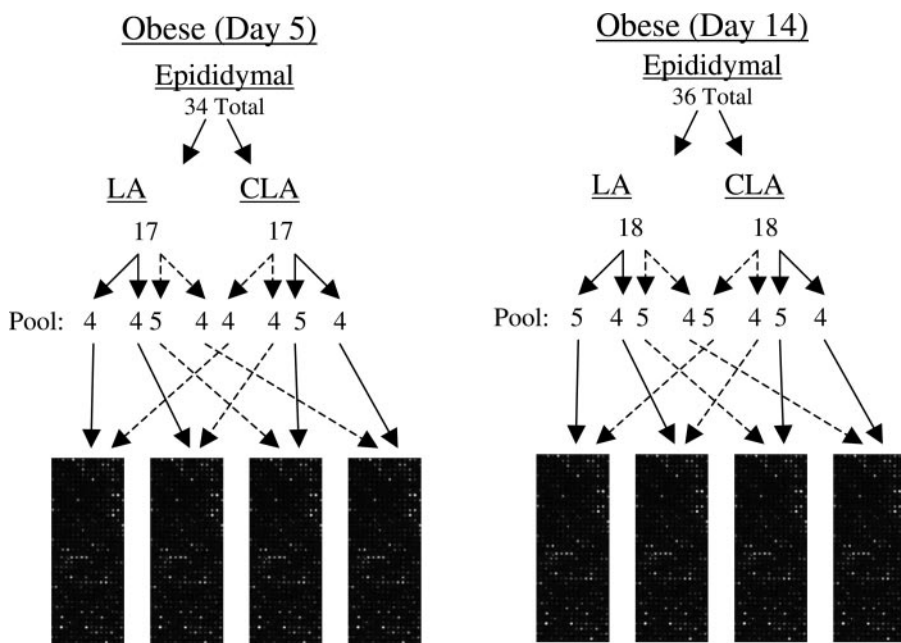 Obese (Day 5)
Epididymal
34 Total
LA CLA
17 17
Pool: 4 4 5 4 4 4 5 4
Obese (Day 14)
Epididymal
36 Total
LA CLA
18 18
Pool: 5 4 5 4 5 4 5 4